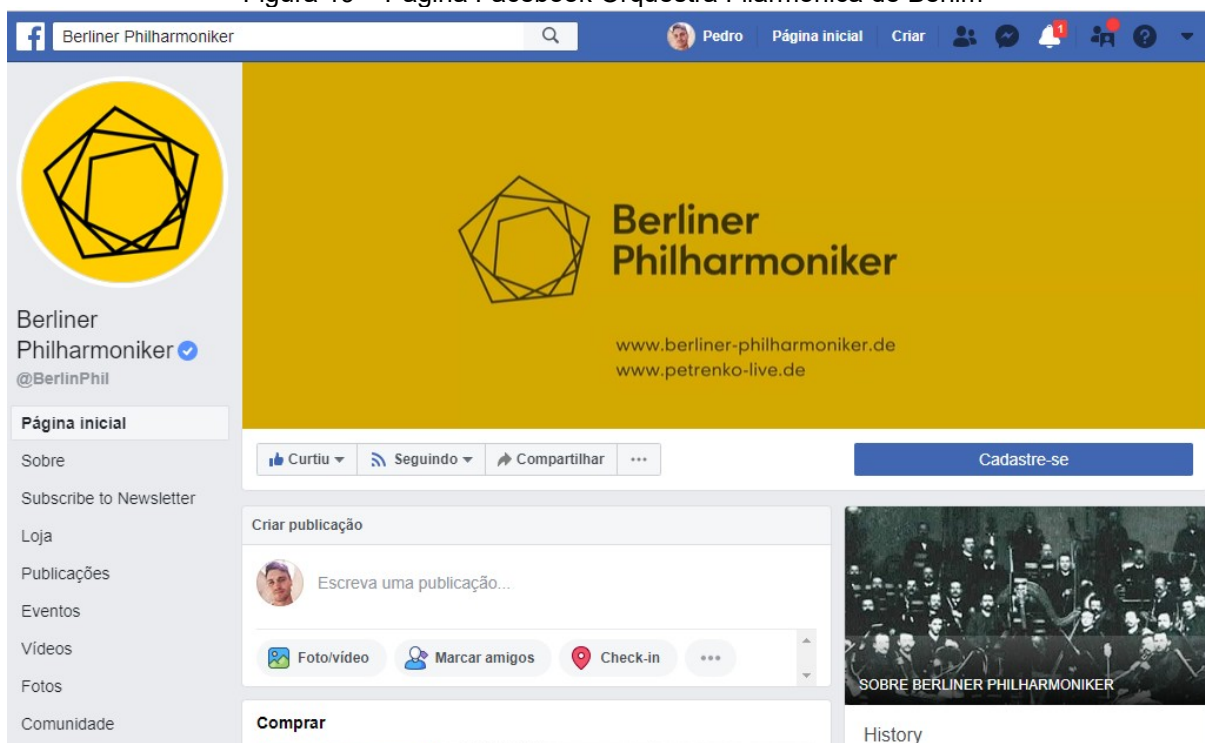 Berliner Philharmoniker
Pedro
Página inicial
Criar
1
Berliner
Philharmoniker
www.berliner-philharmoniker.de
www.petrenko-live.de
Berliner
Philharmoniker
@BerlinPhil
Página inicial
Sobre
Subscribe to Newsletter
Loja
Publicações
Eventos
Vídeos
Fotos
Comunidade
Curtiu
Seguindo
Compartilhar
Cadastre-se
Criar publicação
Escreva uma publicação...
Foto/vídeo
Marcar amigos
Check-in
Comprar
SOBRE BERLINER PHILHARMONIKER
History